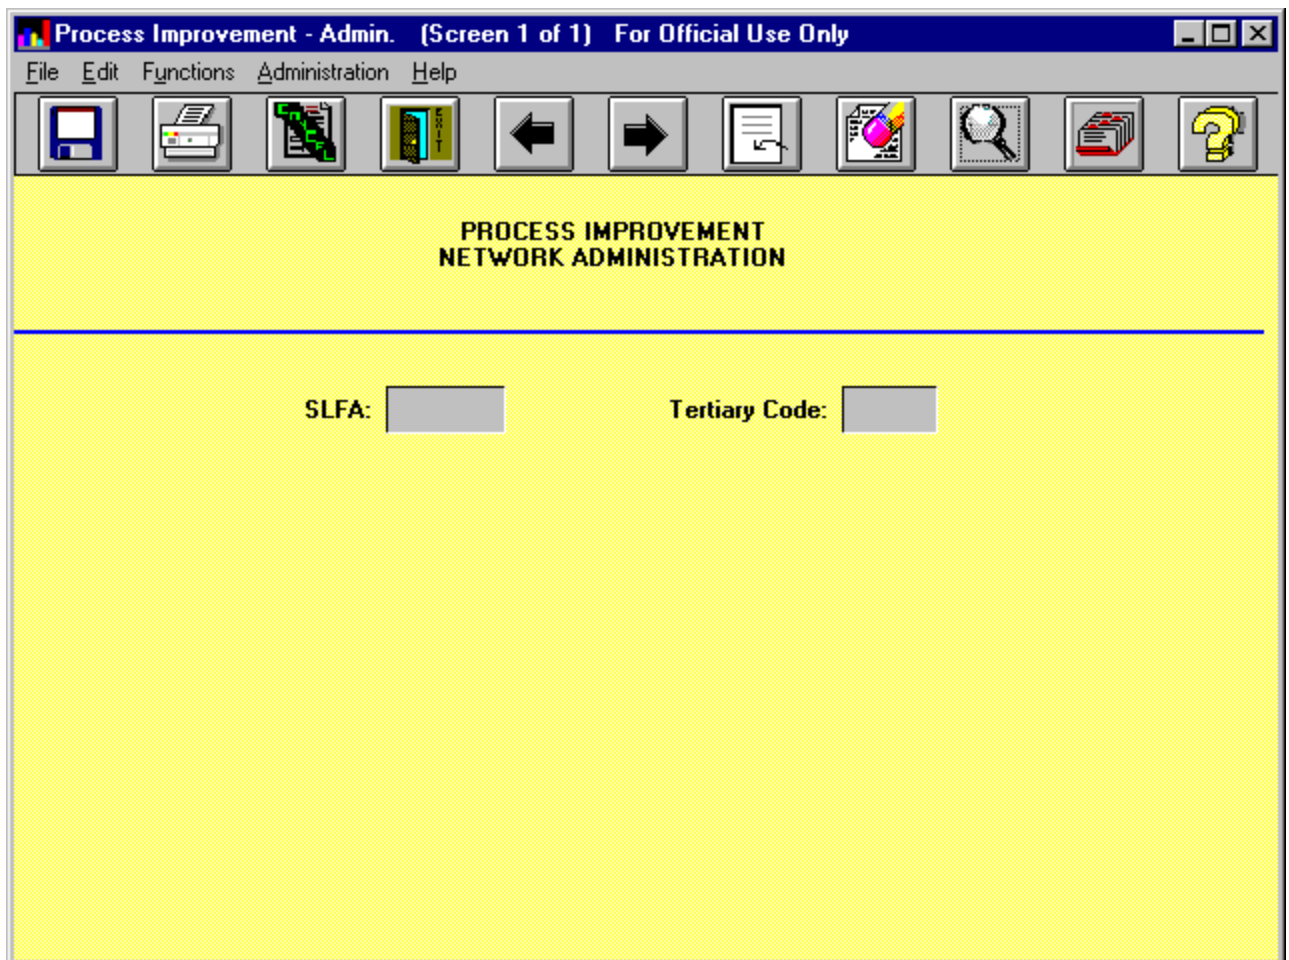 Process Improvement - Admin. (Screen 1 of 1) For Official Use Only
File Edit Functions Administration Help
EXIT
PROCESS IMPROVEMENT
NETWORK ADMINISTRATION
SLFA: Tertiary Code: